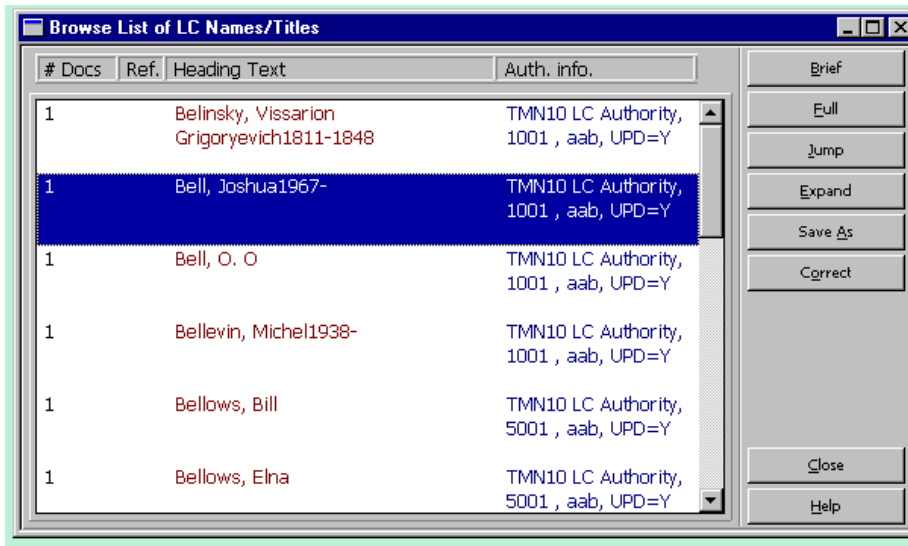 Browse List of LC Names/Titles
# Docs Ref. Heading Text Auth. info.
1 Belinsky, Vissarion TMN10 LC Authority,
Grigoryevich1811-1848 1001 , aab, UPD=Y
1 Bell, Joshua1967- TMN10 LC Authority,
1001 , aab, UPD=Y
1 Bell, O. O TMN10 LC Authority,
1001 , aab, UPD=Y
1 Bellevin, Michel1938- TMN10 LC Authority,
1001 , aab, UPD=Y
1 Bellows, Bill TMN10 LC Authority,
5001 , aab, UPD=Y
1 Bellows, Elna TMN10 LC Authority,
5001 , aab, UPD=Y
Brief
Full
Jump
Expand
Save As
Correct
Close
Help